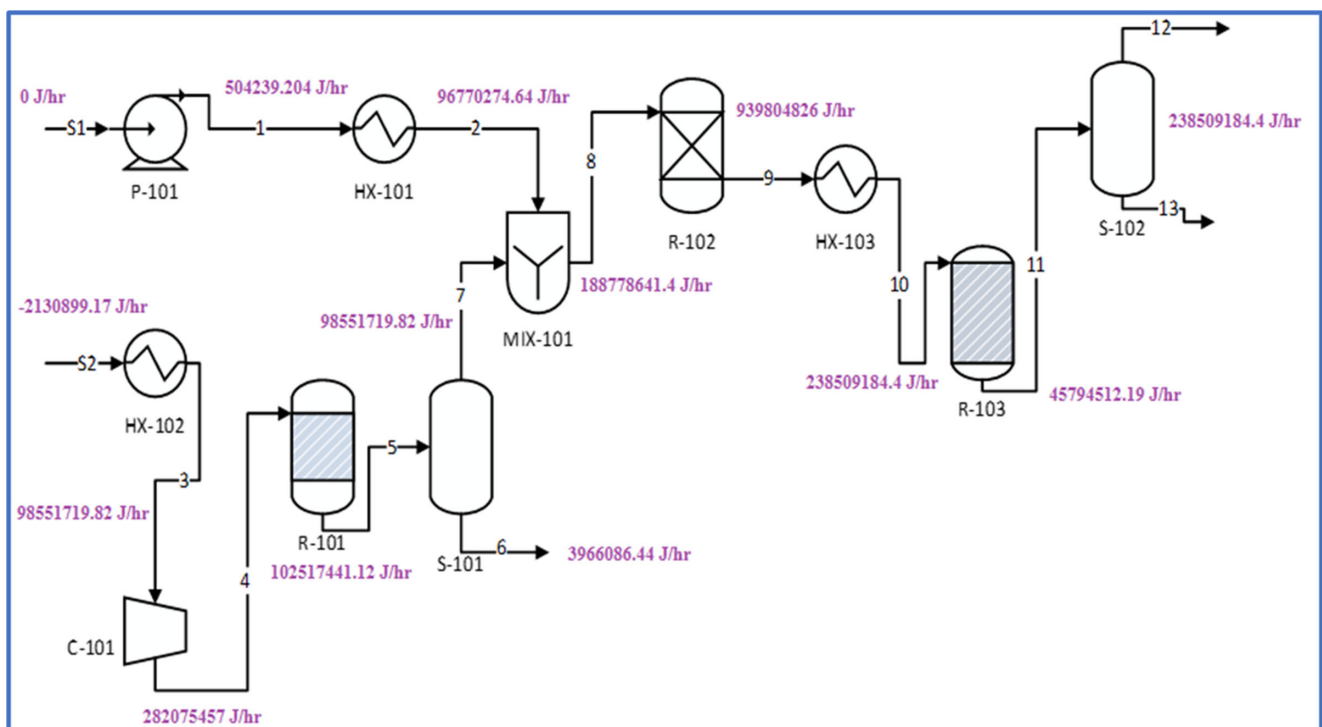 12
0 J/hr
504239.204 J/hr
96770274.64 J/hr
939804826 J/hr
238509184.4 J/hr
S1
1
2
8
9
11
P-101
HX-101
R-102
HX-103
13
S-102
10
7
188778641.4 J/hr
-2130899.17 J/hr
98551719.82 J/hr
MIX-101
S2
HX-102
238509184.4 J/hr
R-103
45794512.19 J/hr
5
3
98551719.82 J/hr
R-101
S-101
6
3966086.44 J/hr
4
102517441.12 J/hr
C-101
282075457 J/hr